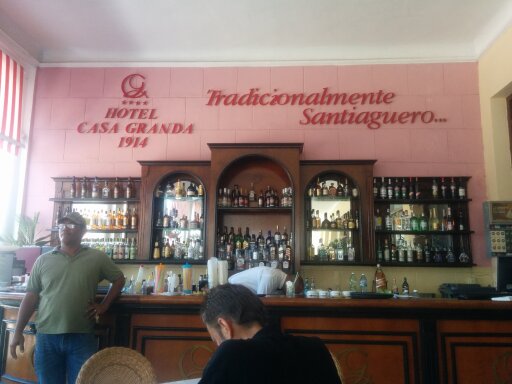 HOTEL
CASA GRANDA
1914
Tradicionalmente
Santiaguero...